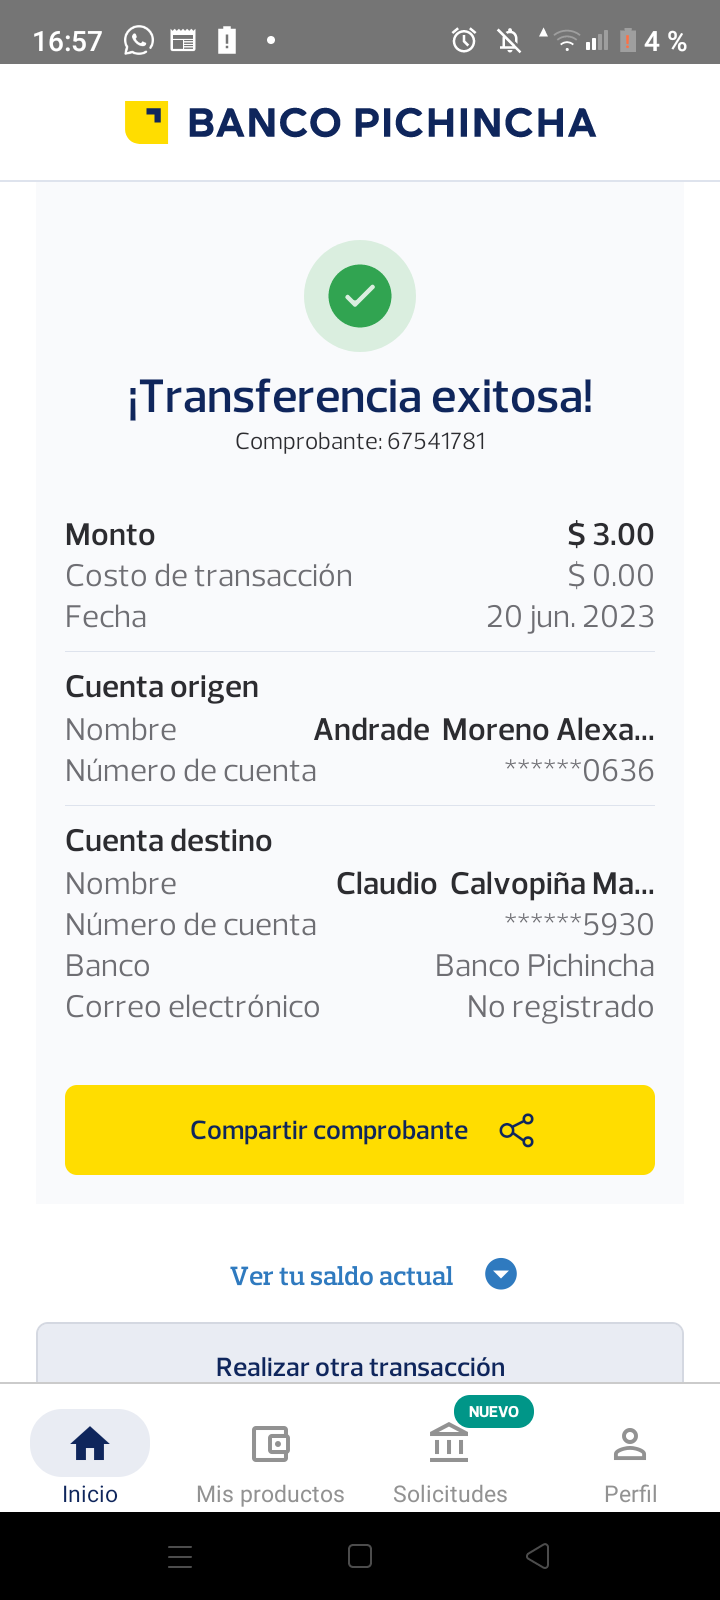 16:57 4 %
BANCO PICHINCHA
¡Transferencia exitosa!
Comprobante: 67541781
Monto $ 3.00
Costo de transacción $ 0.00
Fecha 20 jun. 2023
Cuenta origen
Nombre Andrade Moreno Alexa...
Número de cuenta ******0636
Cuenta destino
Nombre Claudio Calvopiña Ma...
Número de cuenta ******5930
Banco Banco Pichincha
Correo electrónico No registrado
Compartir comprobante
Ver tu saldo actual
Realizar otra transacción
NUEVO
Inicio Mis productos Solicitudes Perfil